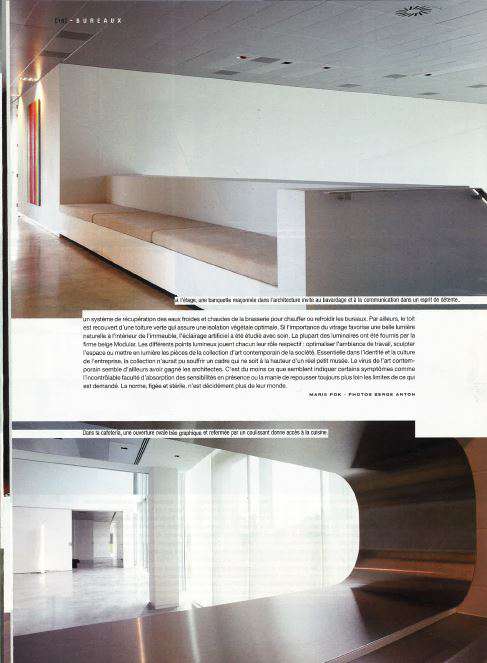 [16] - BUREAUX
A l'étage, une banquette maçonnée dans l'architecture invite au bavardage et à la communication dans un esprit de détente.
un système de récupération des eaux froides et chaudes de la brasserie pour chauffer ou refroidir les bureaux. Par ailleurs, le toit
est recouvert d'une toiture verte qui assure une isolation végétale optimale. Si l'importance du vitrage favorise une belle lumière
naturelle à l'intérieur de l'immeuble, l'éclairage artificiel a été étudié avec soin. La plupart des luminaires ont été fournis par la
firme belge Modular. Les différents points lumineux jouent chacun leur rôle respectif : optimaliser l'ambiance de travail, sculpter
l'espace ou mettre en lumière les pièces de la collection d'art contemporain de la société. Essentielle dans l'identité et la culture
de l'entreprise, la collection n'aurait pu souffrir un cadre qui ne soit à la hauteur d'un réel petit musée. Le virus de l'art contem-
porain semble d'ailleurs avoir gagné les architectes. C'est du moins ce que semblent indiquer certains symptômes comme
l'incontrôlable faculté d'absorption des sensibilités en présence ou la manie de repousser toujours plus loin les limites de ce qui
est demandé. La norme, figée et stérile, n'est décidément plus de leur monde.
MARIE POK - PHOTOS SERGE ANTON
Dans la cafétéria, une ouverture ovale très graphique et refermée par un coulissant donne accès à la cuisine.